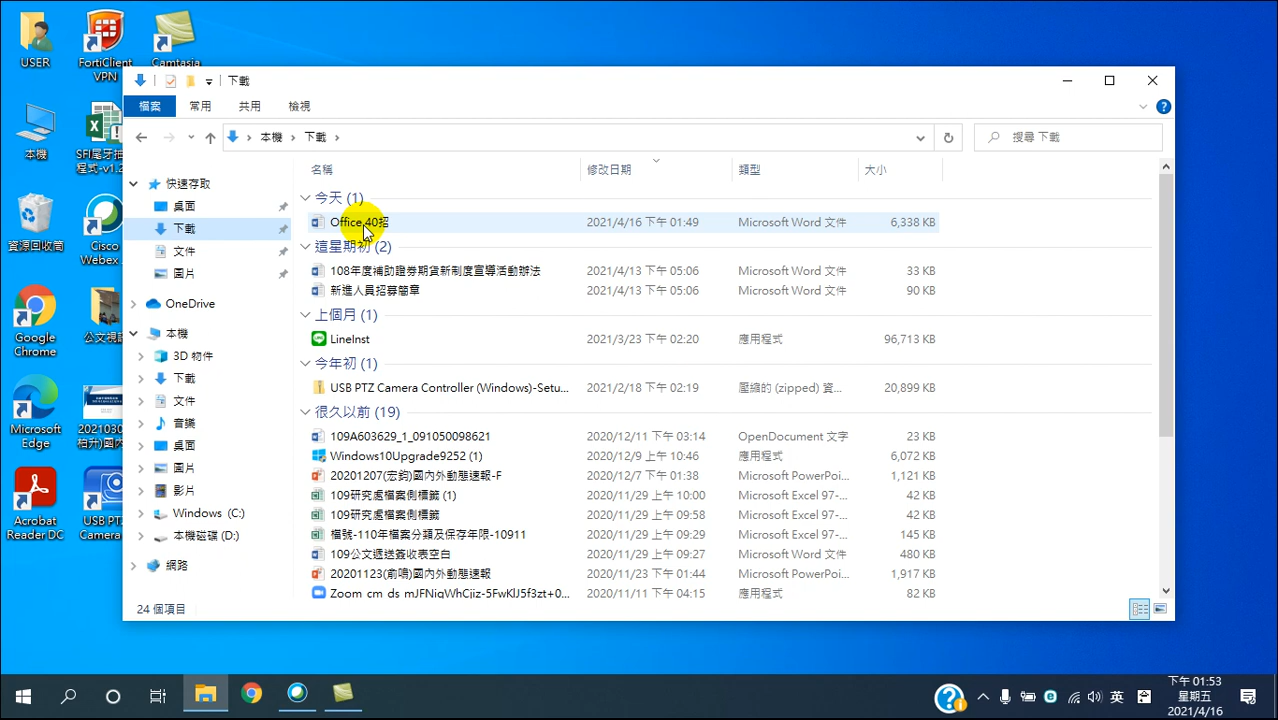 USER
FortiClient
VPN
Camtasia
本機
SFI尾牙抽
程式-v1.2
資源回收筒
Cisco
Webex
Google
Chrome
公文視
Microsoft
Edge
2021030
柏升)國內
Acrobat
Reader DC
USB PTZ
Camera
下載
檔案 常用 共用 檢視
本機 下載
搜尋 下載
快速存取
桌面
下載
文件
圖片
OneDrive
本機
3D 物件
下載
文件
音樂
桌面
圖片
影片
Windows (C:)
本機磁碟 (D:)
網路
名稱 修改日期 類型 大小
今天 (1)
Office 40招 2021/4/16 下午 01:49 Microsoft Word 文件 6,338 KB
這星期初 (2)
108年度補助證券期貨新制度宣導活動辦法 2021/4/13 下午 05:06 Microsoft Word 文件 33 KB
新進人員招募簡章 2021/4/13 下午 05:06 Microsoft Word 文件 90 KB
上個月 (1)
LineInst 2021/3/23 下午 02:20 應用程式 96,713 KB
今年初 (1)
USB PTZ Camera Controller (Windows)-Setu... 2021/2/18 下午 02:19 壓縮的 (zipped) 資... 20,899 KB
很久以前 (19)
109A603629_1_091050098621 2020/12/11 下午 03:14 OpenDocument 文字 23 KB
Windows10Upgrade9252 (1) 2020/12/9 上午 10:46 應用程式 6,072 KB
20201207(宏鈞)國內外動態速報-F 2020/12/7 下午 01:38 Microsoft PowerPoi... 1,121 KB
109研究處檔案側標籤 (1) 2020/11/29 上午 10:00 Microsoft Excel 97-... 42 KB
109研究處檔案側標籤 2020/11/29 上午 09:58 Microsoft Excel 97-... 42 KB
檔號-110年檔案分類及保存年限-10911 2020/11/29 上午 09:29 Microsoft Excel 97-... 145 KB
109公文遞送簽收表空白 2020/11/29 上午 09:27 Microsoft Word 文件 480 KB
20201123(前鳴)國內外動態速報 2020/11/23 下午 01:44 Microsoft PowerPoi... 1,917 KB
2020/11/11 下午 04:15 應用程式 82 KB
24 個項目
英
下午 01:53
星期五
2021/4/16